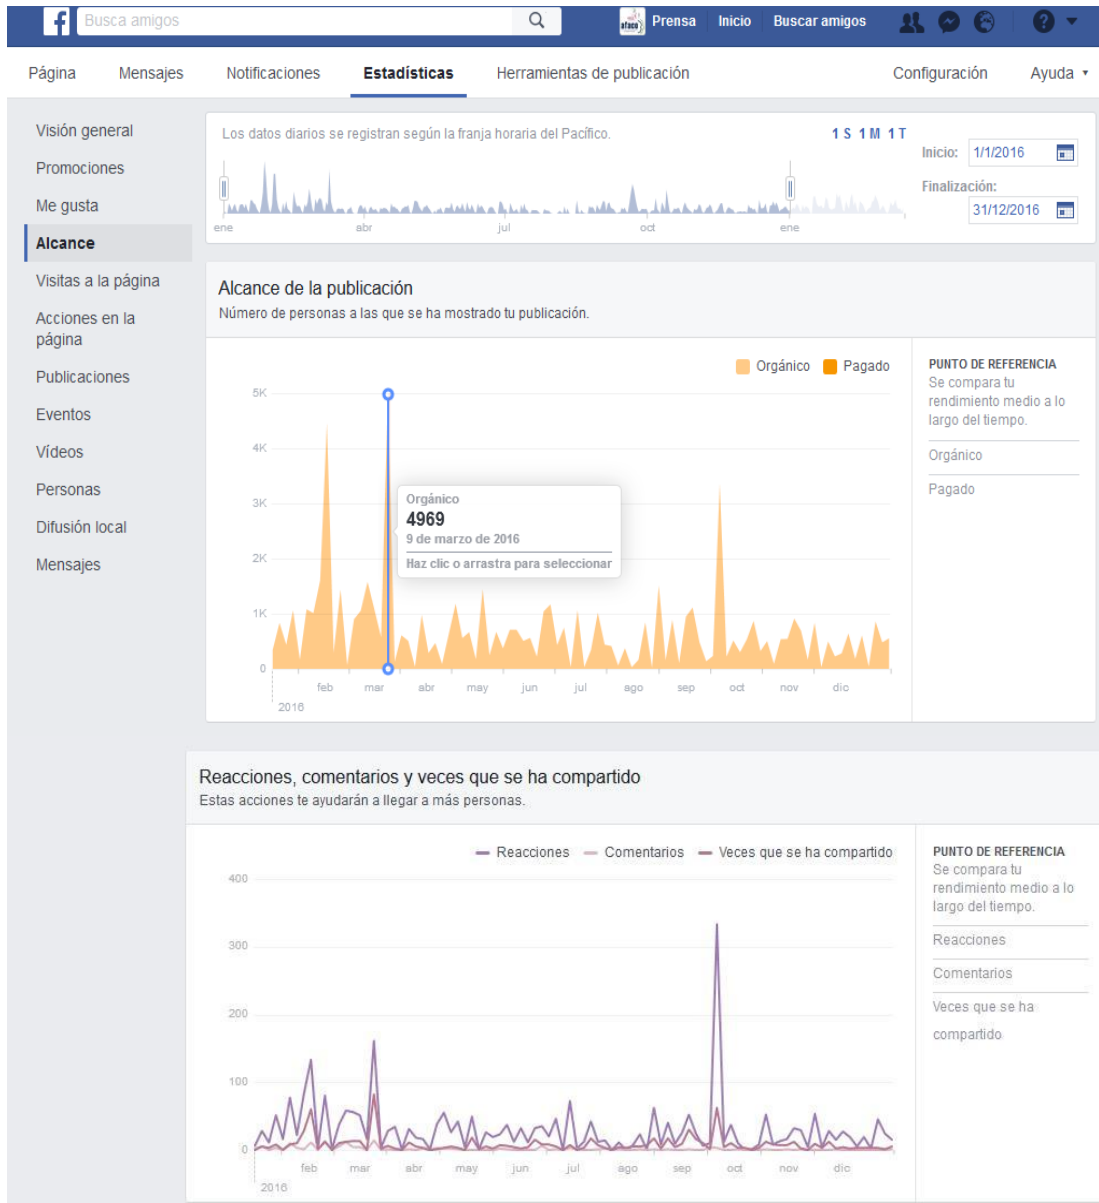 f
Busca amigos
afaco
Prensa Inicio Buscar amigos
?
Página Mensajes Notificaciones Estadísticas Herramientas de publicación Configuración Ayuda
Visión general
Promociones
Me gusta
Alcance
Visitas a la página
Acciones en la
página
Publicaciones
Eventos
Vídeos
Personas
Difusión local
Mensajes
Los datos diarios se registran según la franja horaria del Pacífico.
1 S 1 M 1 T
Inicio: 1/1/2016
Finalización:
31/12/2016
ene abr jul oct ene
Alcance de la publicación
Número de personas a las que se ha mostrado tu publicación.
Orgánico Pagado
5K
4K
3K
2K
1K
0
Orgánico
4969
9 de marzo de 2016
Haz clic o arrastra para seleccionar
feb mar abr may jun jul ago sep oct nov dic
2016
PUNTO DE REFERENCIA
Se compara tu
rendimiento medio a lo
largo del tiempo.
Orgánico
Pagado
Reacciones, comentarios y veces que se ha compartido
Estas acciones te ayudarán a llegar a más personas.
Reacciones Comentarios Veces que se ha compartido
400
300
200
100
0
feb mar abr may jun jul ago sep oct nov dic
2016
PUNTO DE REFERENCIA
Se compara tu
rendimiento medio a lo
largo del tiempo.
Reacciones
Comentarios
Veces que se ha
compartido